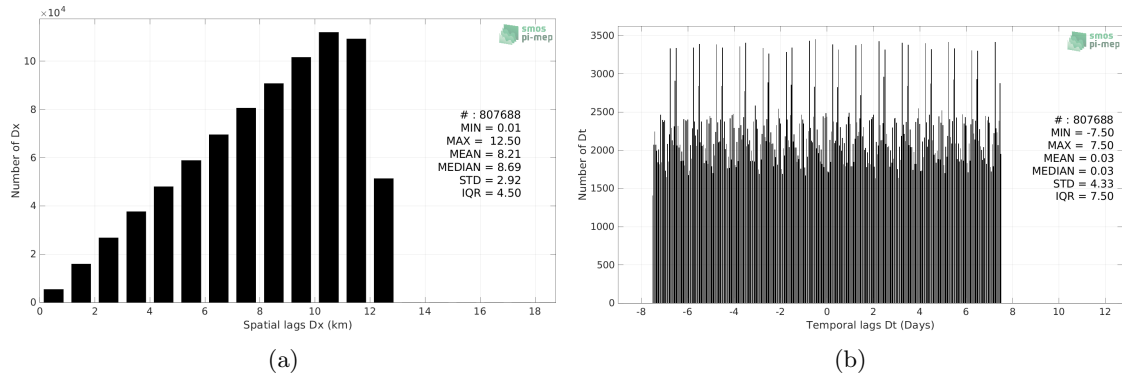 ×10⁴
smos
pi-mep
10
8
6
4
2
0
Number of Dx
# : 807688
MIN = 0.01
MAX = 12.50
MEAN = 8.21
MEDIAN = 8.69
STD = 2.92
IQR = 4.50
0 2 4 6 8 10 12 14 16 18
Spatial lags Dx (km)
(a)
smos
pi-mep
3500
3000
2500
2000
1500
1000
500
0
Number of Dt
# : 807688
MIN = -7.50
MAX = 7.50
MEAN = 0.03
MEDIAN = 0.03
STD = 4.33
IQR = 7.50
-8 -6 -4 -2 0 2 4 6 8 10 12
Temporal lags Dt (Days)
(b)